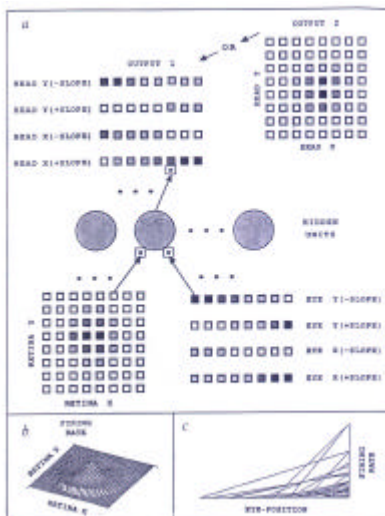 a
OUTPUT 2
OR
OUTPUT 1
HEAD Y(-SLOPE)
HEAD Y(+SLOPE)
HEAD X(-SLOPE)
HEAD X(+SLOPE)
HEAD Y
HEAD X
HIDDEN
UNITS
RETINA Y
RETINA X
EYE Y(-SLOPE)
EYE Y(+SLOPE)
EYE X(-SLOPE)
EYE X(+SLOPE)
b
FIRING
RATE
RETINA Y
RETINA X
c
FIRING
RATE
EYE-POSITION